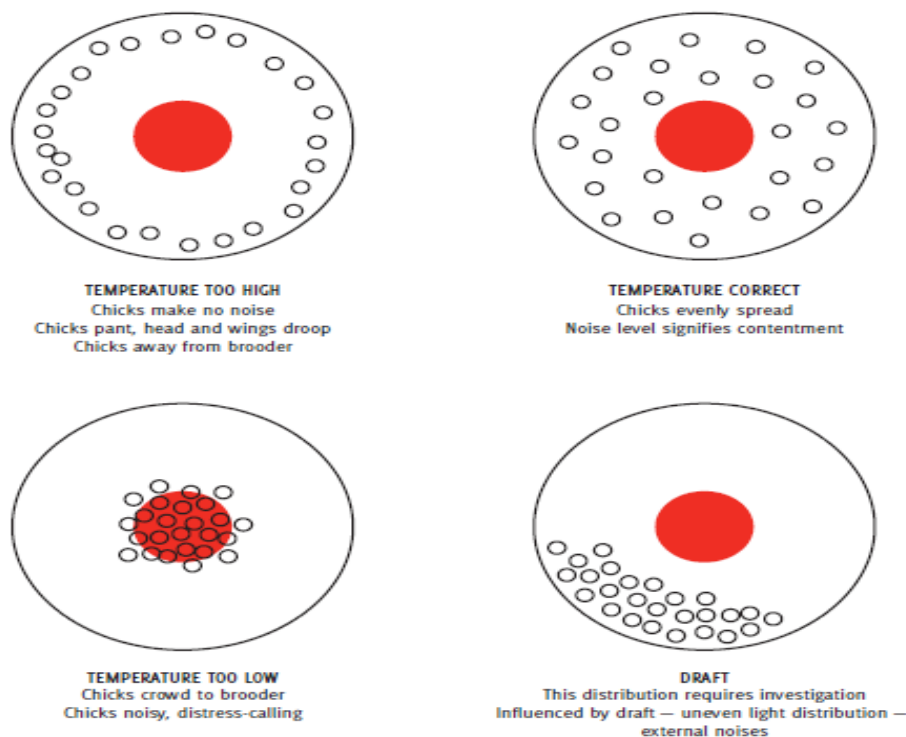 TEMPERATURE TOO HIGH
Chicks make no noise
Chicks pant, head and wings droop
Chicks away from brooder
TEMPERATURE CORRECT
Chicks evenly spread
Noise level signifies contentment
TEMPERATURE TOO LOW
Chicks crowd to brooder
Chicks noisy, distress-calling
DRAFT
This distribution requires investigation
Influenced by draft — uneven light distribution —
external noises